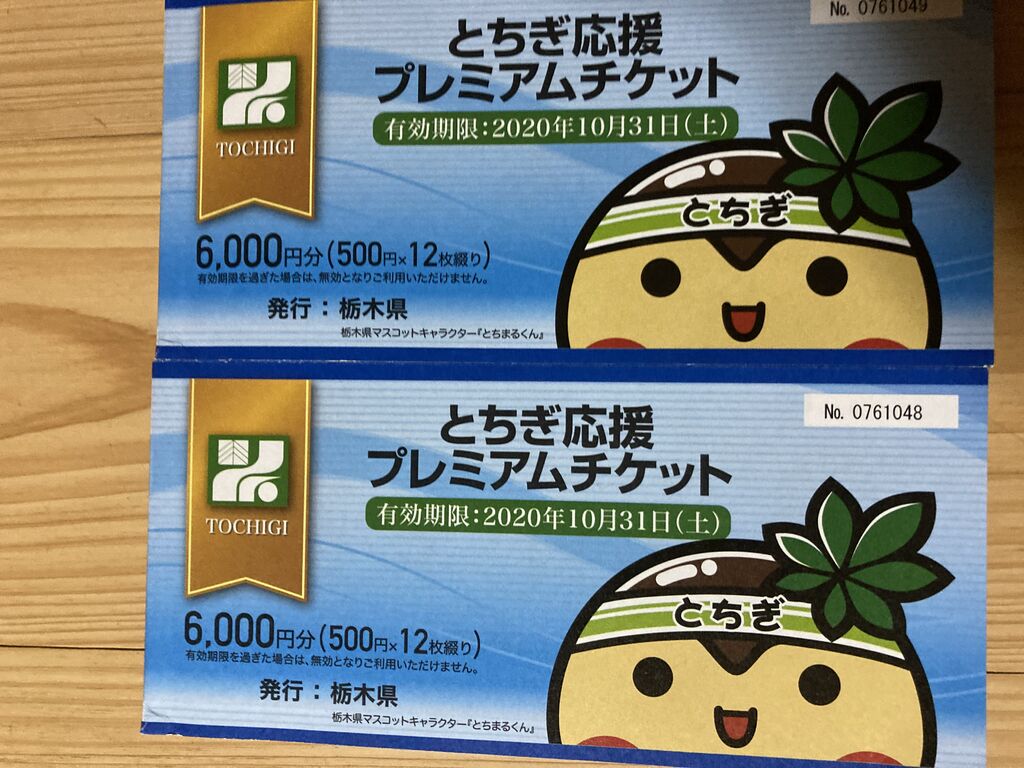 No. 0761049
とちぎ応援
プレミアムチケット
有効期限：2020年10月31日（土）
TOCHIGI
とちぎ
6,000円分（500円×12枚綴り）
有効期限を過ぎた場合は、無効となりご利用いただけません。
発行：栃木県
栃木県マスコットキャラクター『とちまるくん』
No. 0761048
とちぎ応援
プレミアムチケット
有効期限：2020年10月31日（土）
TOCHIGI
とちぎ
6,000円分（500円×12枚綴り）
有効期限を過ぎた場合は、無効となりご利用いただけません。
発行：栃木県
栃木県マスコットキャラクター『とちまるくん』